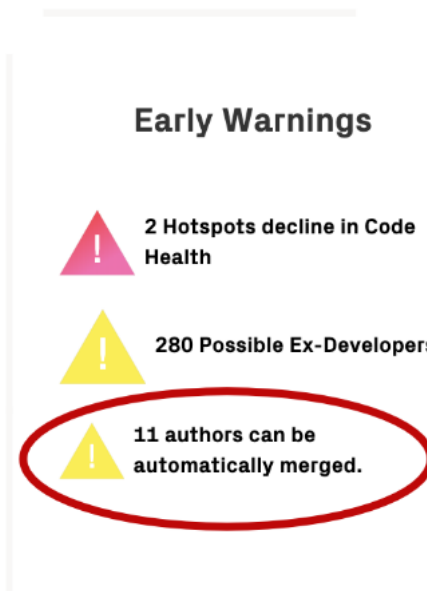 Early Warnings
2 Hotspots decline in Code
Health
280 Possible Ex-Developers
11 authors can be
automatically merged.